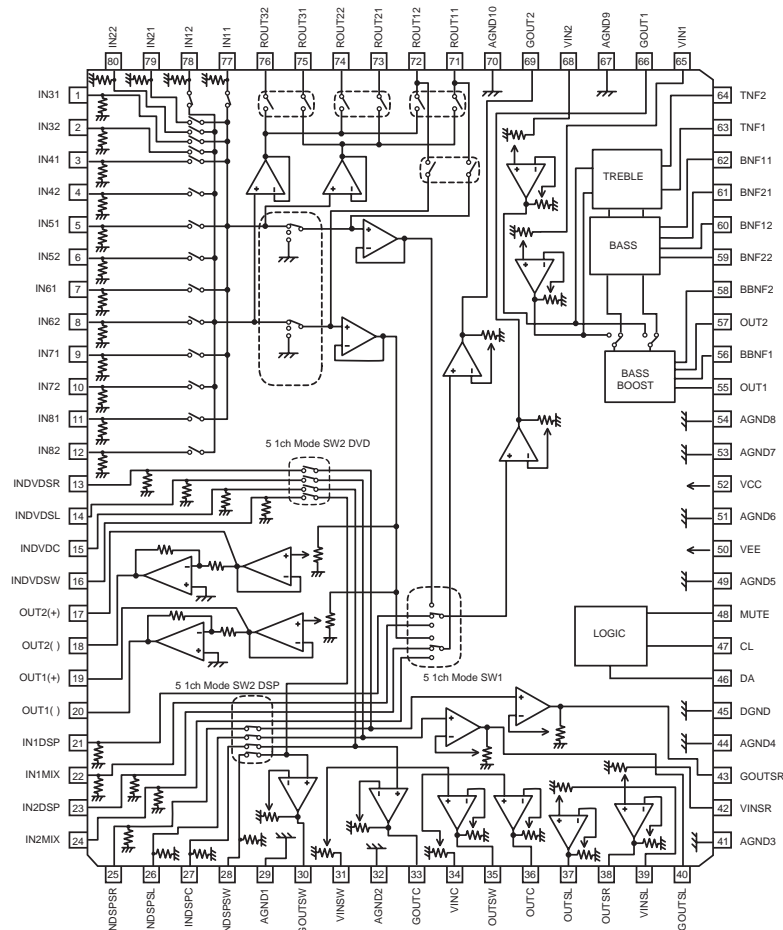 IN22
IN21
IN12
IN11
ROUT32
ROUT31
ROUT22
ROUT21
ROUT12
ROUT11
AGND10
GOUT2
VIN2
AGND9
GOUT1
VIN1
80
79
78
77
76
75
74
73
72
71
70
69
68
67
66
65
IN31 1
IN32 2
IN41 3
IN42 4
IN51 5
IN52 6
IN61 7
IN62 8
IN71 9
IN72 10
IN81 11
IN82 12
INDVDSR 13
INDVDSL 14
INDVDC 15
INDVDSW 16
OUT2(+) 17
OUT2( ) 18
OUT1(+) 19
OUT1( ) 20
IN1DSP 21
IN1MIX 22
IN2DSP 23
IN2MIX 24
TREBLE
BASS
BASS
BOOST
5 1ch Mode SW2 DVD
5 1ch Mode SW1
5 1ch Mode SW2 DSP
LOGIC
64 TNF2
63 TNF1
62 BNF11
61 BNF21
60 BNF12
59 BNF22
58 BBNF2
57 OUT2
56 BBNF1
55 OUT1
54 AGND8
53 AGND7
52 VCC
51 AGND6
50 VEE
49 AGND5
48 MUTE
47 CL
46 DA
45 DGND
44 AGND4
43 GOUTSR
42 VINSR
41 AGND3
25
26
27
28
29
30
31
32
33
34
35
36
37
38
39
40
NDSPSR
NDSPSL
INDSPC
NDSPSW
AGND1
GOUTSW
VINSW
AGND2
GOUTC
VINC
OUTSW
OUTC
OUTSL
OUTSR
VINSL
GOUTSL